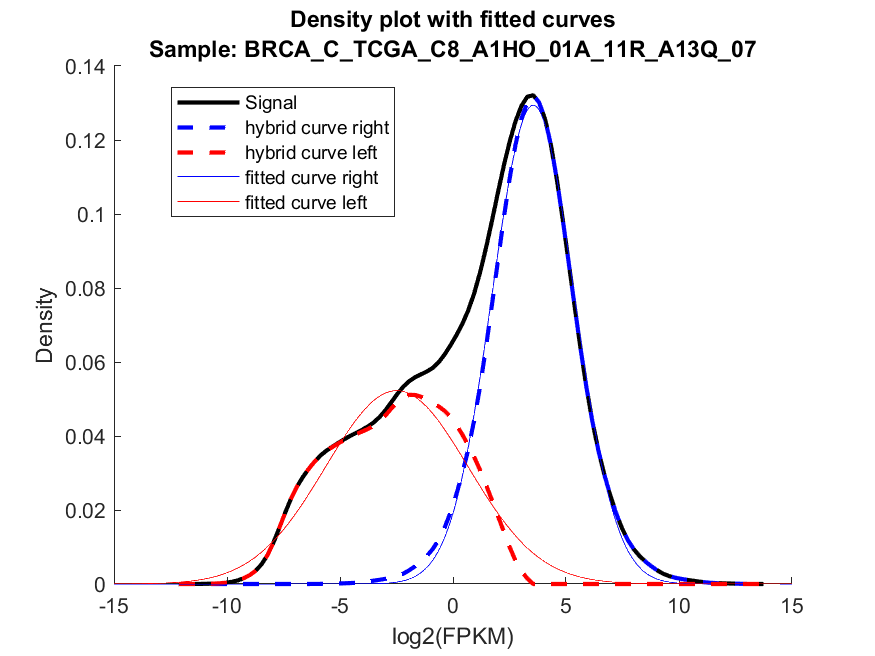 Density plot with fitted curves
Sample: BRCA_C_TCGA_C8_A1HO_01A_11R_A13Q_07
0.14
0.12
0.1
0.08
0.06
0.04
0.02
0
Density
Signal
hybrid curve right
hybrid curve left
fitted curve right
fitted curve left
-15
-10
-5
0
5
10
15
log2(FPKM)